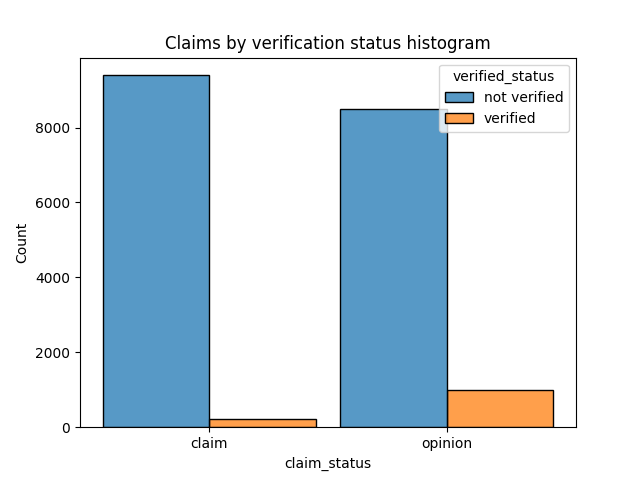 Claims by verification status histogram
verified_status
not verified
verified
8000
6000
4000
2000
0
Count
claim
opinion
claim_status